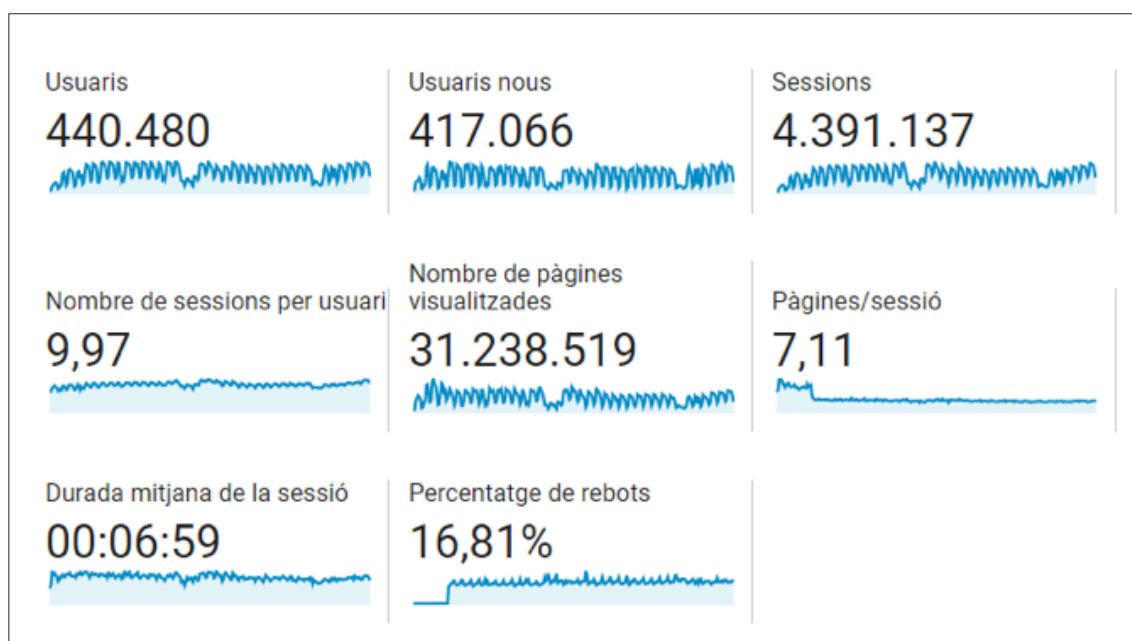 Usuaris
440.480
Usuaris nous
417.066
Sessions
4.391.137
Nombre de sessions per usuari
9,97
Nombre de pàgines
visualitzades
31.238.519
Pàgines/sessió
7,11
Durada mitjana de la sessió
00:06:59
Percentatge de rebots
16,81%